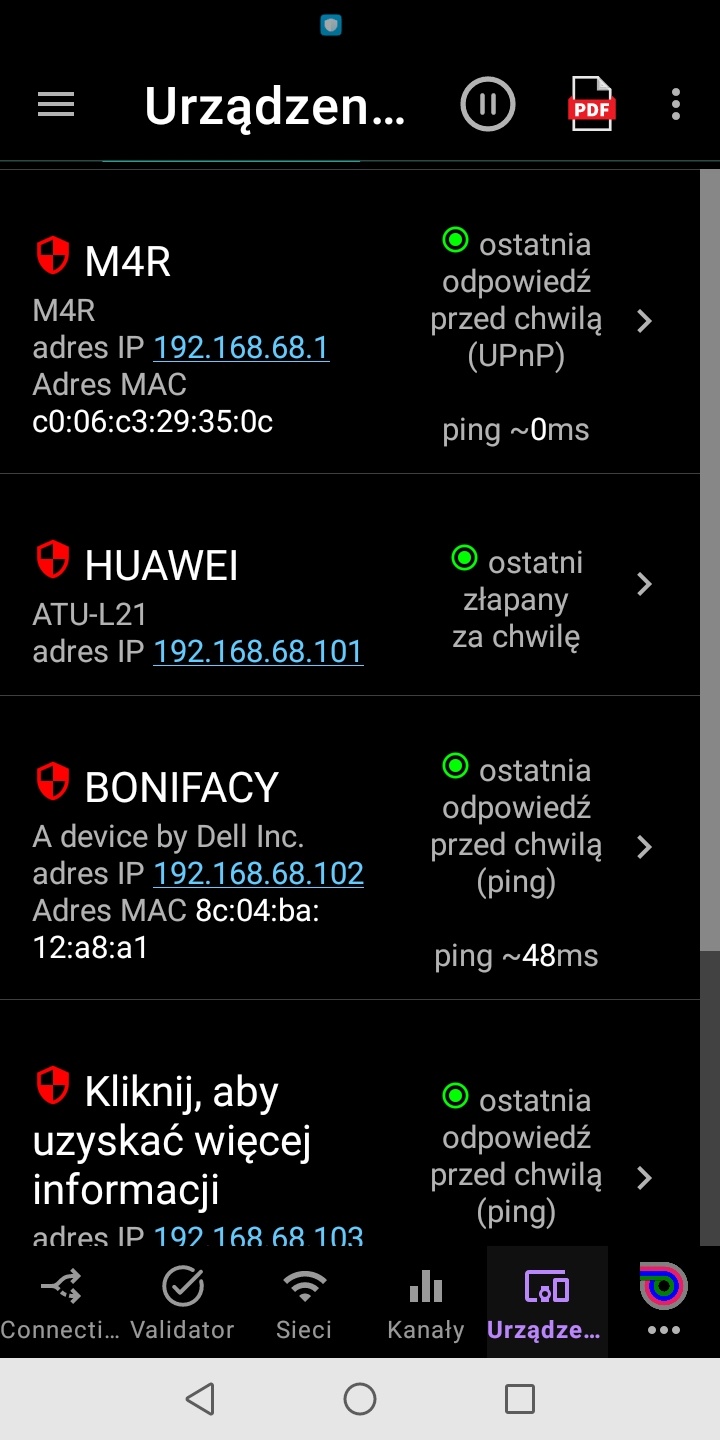 Urządzen...
PDF
M4R
M4R
adres IP 192.168.68.1
Adres MAC
c0:06:c3:29:35:0c
ostatnia
odpowiedź
przed chwilą
(UPnP)
ping ~0ms
HUAWEI
ATU-L21
adres IP 192.168.68.101
ostatni
złapany
za chwilę
BONIFACY
A device by Dell Inc.
adres IP 192.168.68.102
Adres MAC 8c:04:ba:
12:a8:a1
ostatnia
odpowiedź
przed chwilą
(ping)
ping ~48ms
Kliknij, aby
uzyskać więcej
informacji
adres IP 192.168.68.103
ostatnia
odpowiedź
przed chwilą
(ping)
Connecti...
Validator
Sieci
Kanały
Urządze...